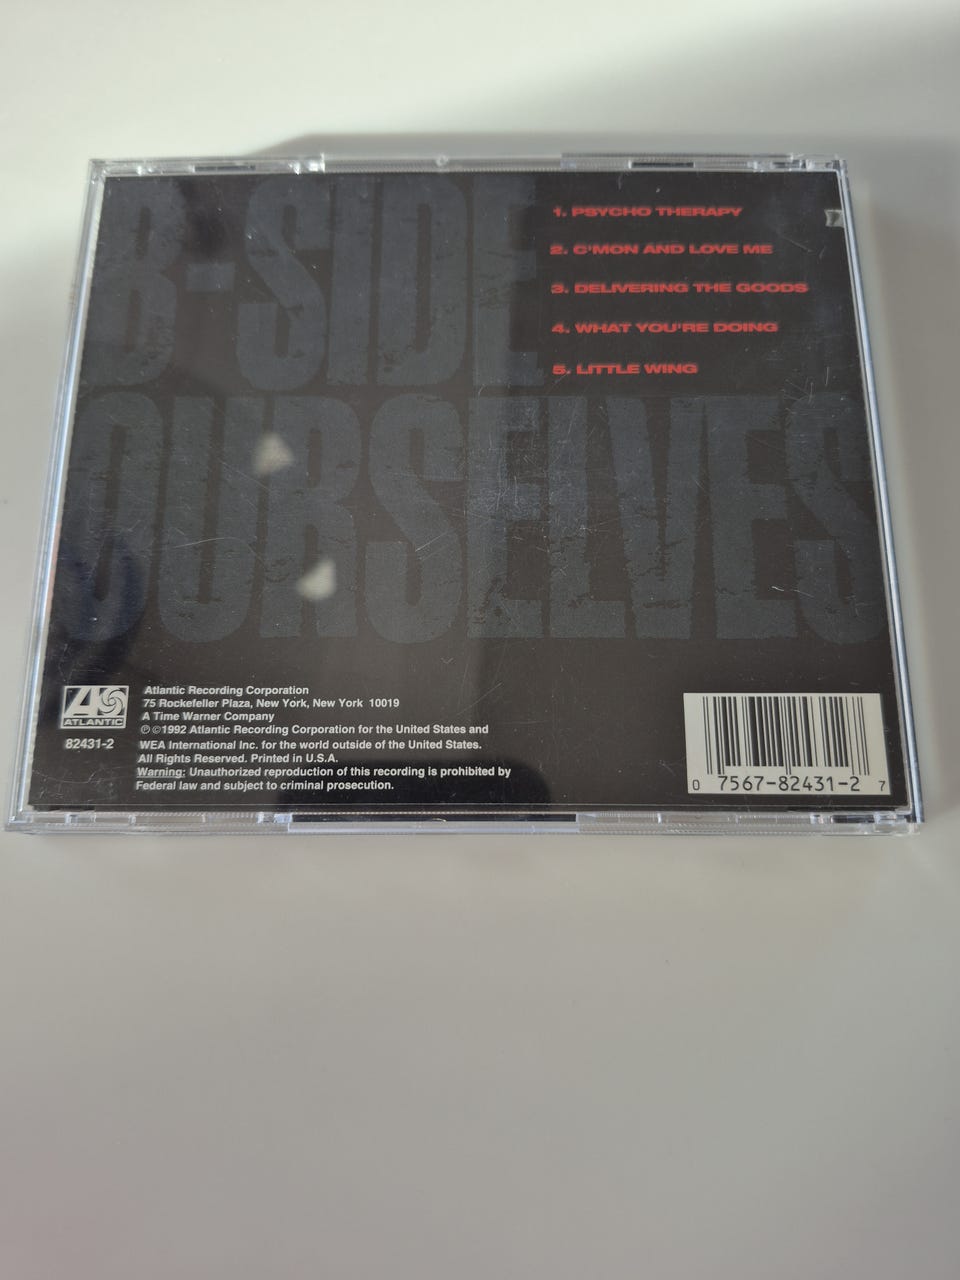 B-SIDE
OURSELVES
1. PSYCHO THERAPY
2. C'MON AND LOVE ME
3. DELIVERING THE GOODS
4. WHAT YOU'RE DOING
5. LITTLE WING
ATLANTIC
82431-2
Atlantic Recording Corporation
75 Rockefeller Plaza, New York, New York 10019
A Time Warner Company
℗©1992 Atlantic Recording Corporation for the United States and
WEA International Inc. for the world outside of the United States.
All Rights Reserved. Printed in U.S.A.
Warning: Unauthorized reproduction of this recording is prohibited by
Federal law and subject to criminal prosecution.
0 7567-82431-2 7